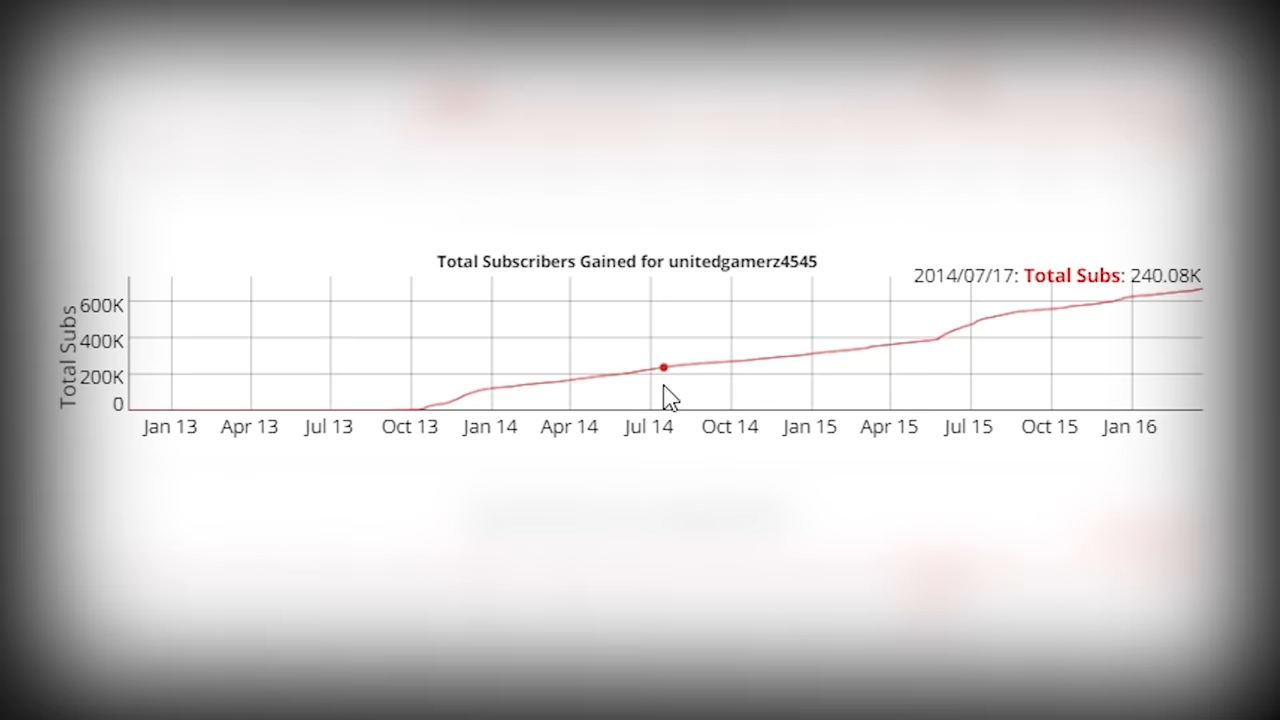 Total Subscribers Gained for unitedgamerz4545
2014/07/17: Total Subs: 240.08K
Total Subs
600K
400K
200K
0
Jan 13 Apr 13 Jul 13 Oct 13 Jan 14 Apr 14 Jul 14 Oct 14 Jan 15 Apr 15 Jul 15 Oct 15 Jan 16